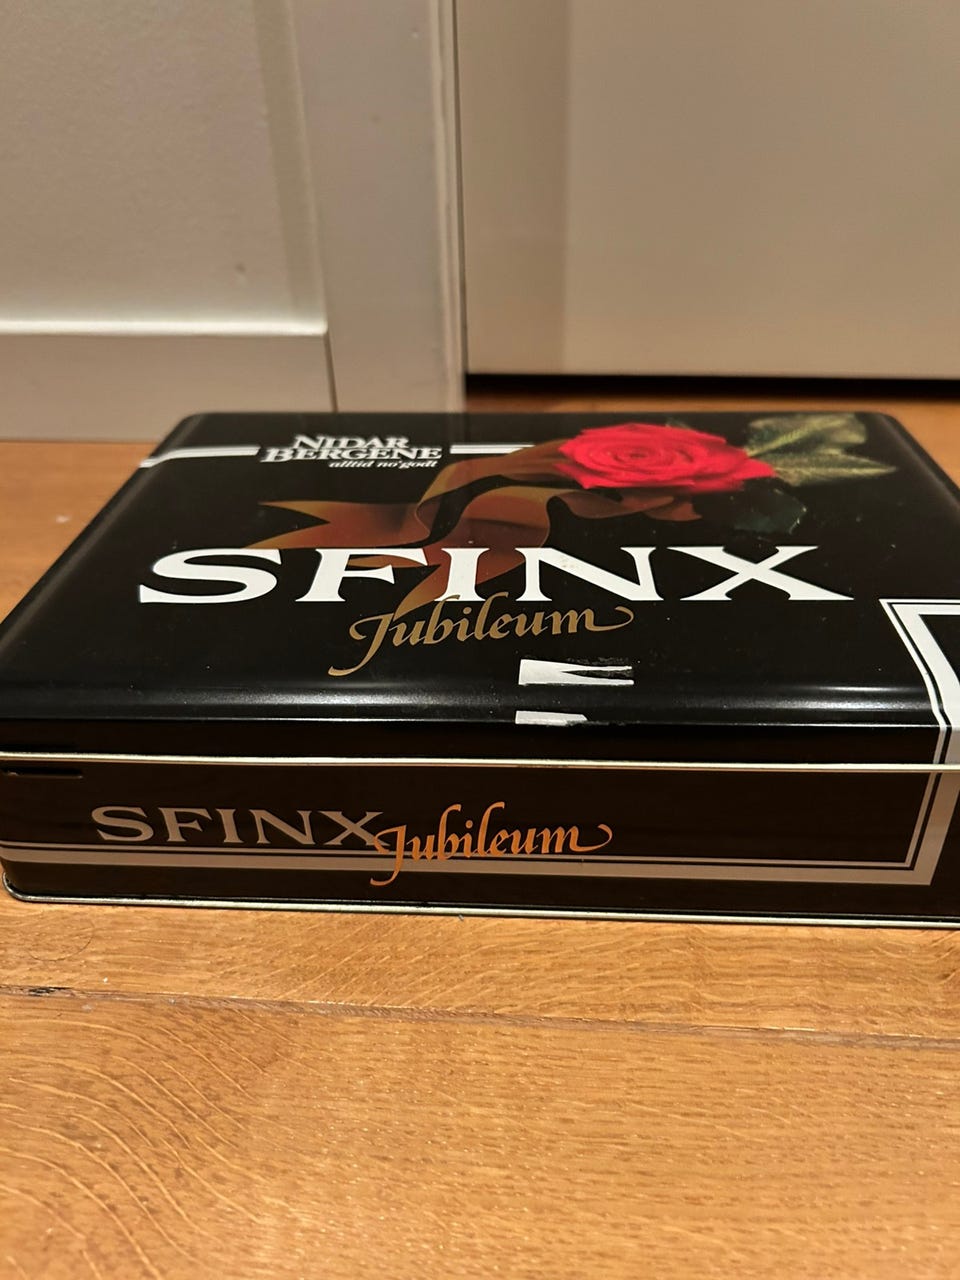 NIDAR
BERGENE
alltid no'godt
SFINX
Jubileum
SFINX Jubileum